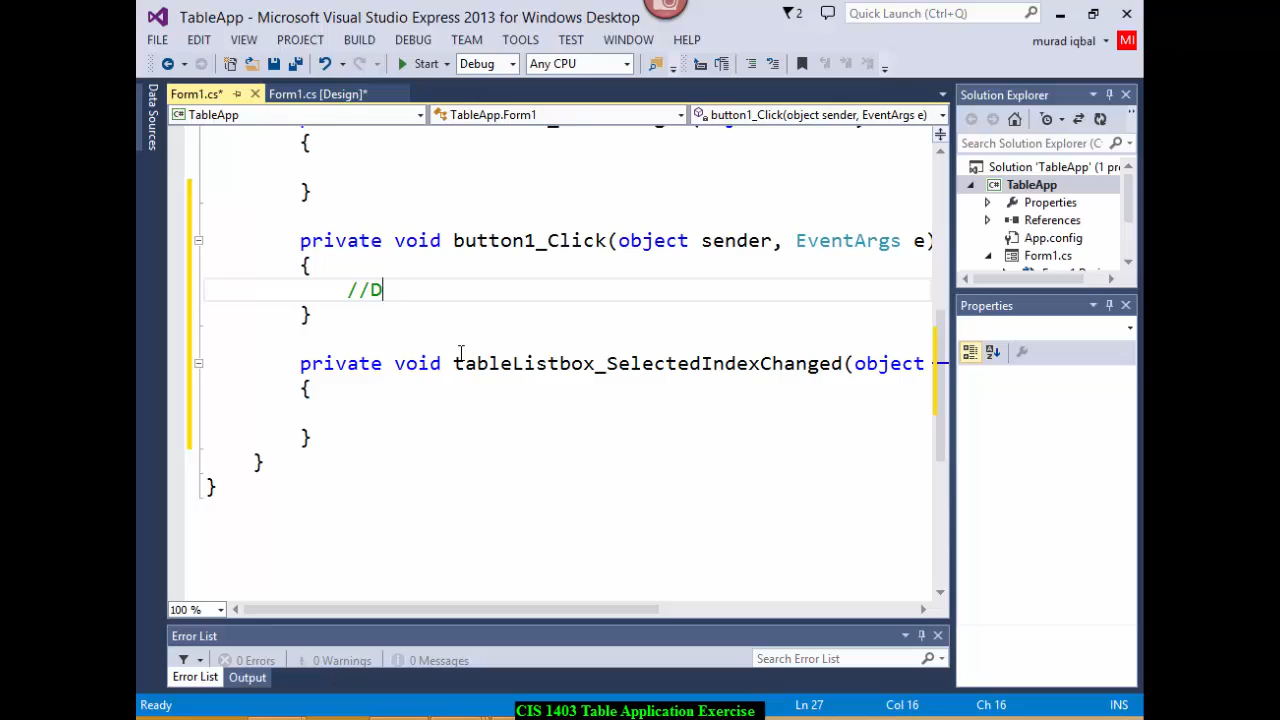 TableApp - Microsoft Visual Studio Express 2013 for Windows Desktop
2
Quick Launch (Ctrl+Q)
FILE EDIT VIEW PROJECT BUILD DEBUG TEAM TOOLS TEST WINDOW HELP
murad iqbal
MI
Start
Debug
Any CPU
Data Sources
Form1.cs*
Form1.cs [Design]*
C# TableApp
TableApp.Form1
button1_Click(object sender, EventArgs e)
{
}
private void button1_Click(object sender, EventArgs e)
{
//D
}
private void tableListbox_SelectedIndexChanged(object
{
}
}
}
100 %
Solution Explorer
Search Solution Explorer (C
Solution 'TableApp' (1 pr
C# TableApp
Properties
References
App.config
Form1.cs
Properties
Error List
0 Errors
0 Warnings
0 Messages
Search Error List
Error List
Output
Ready
Ln 27
Col 16
Ch 16
INS
CIS 1403 Table Application Exercise